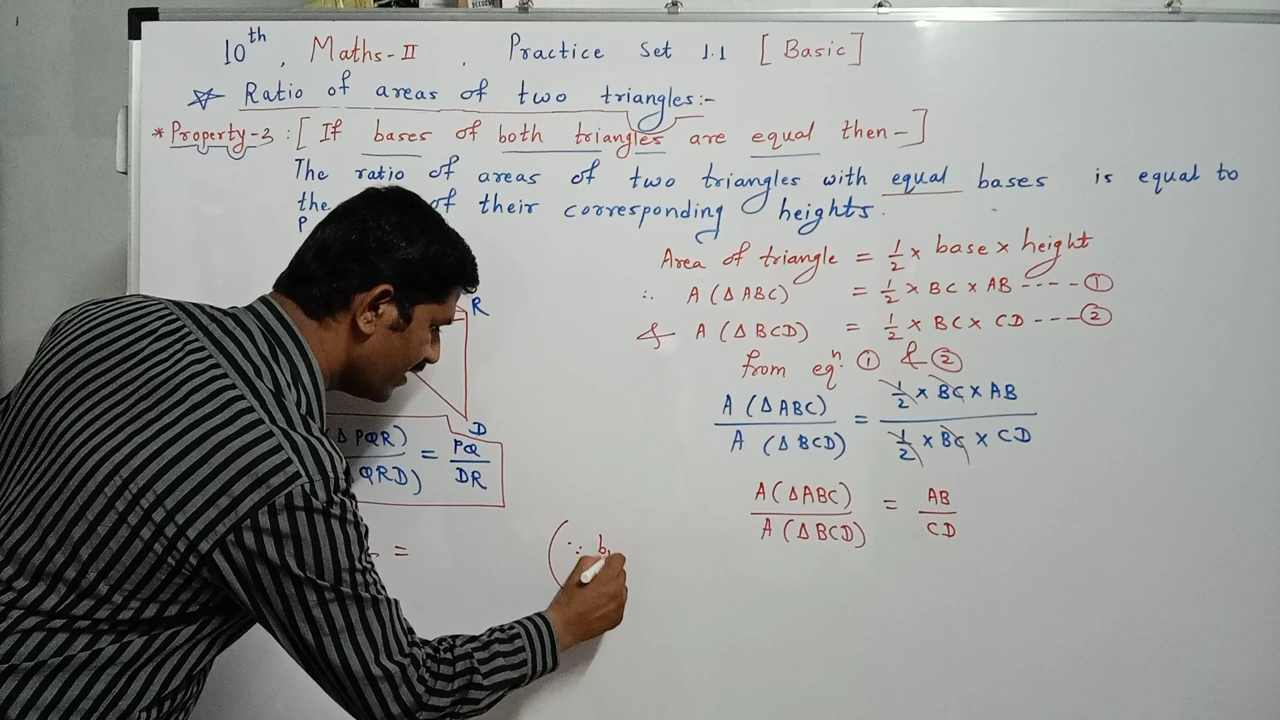 10th, Maths-II, Practice Set 1.1 [Basic]
☆ Ratio of areas of two triangles:-
* Property-3 : [ If bases of both triangles are equal then - ]
The ratio of areas of two triangles with equal bases is equal to
the of their corresponding heights.
P
R
D
(Δ PQR) / QRD) = PQ / DR
=
(∵ b
Area of triangle = 1/2 × base × height
∴ A (Δ ABC) = 1/2 × BC × AB ---- ①
& A (Δ BCD) = 1/2 × BC × CD --- ②
from eqn. ① & ②
A (Δ ABC) / A (Δ BCD) = 1/2 × BC × AB / 1/2 × BC × CD
A (Δ ABC) / A (Δ BCD) = AB / CD